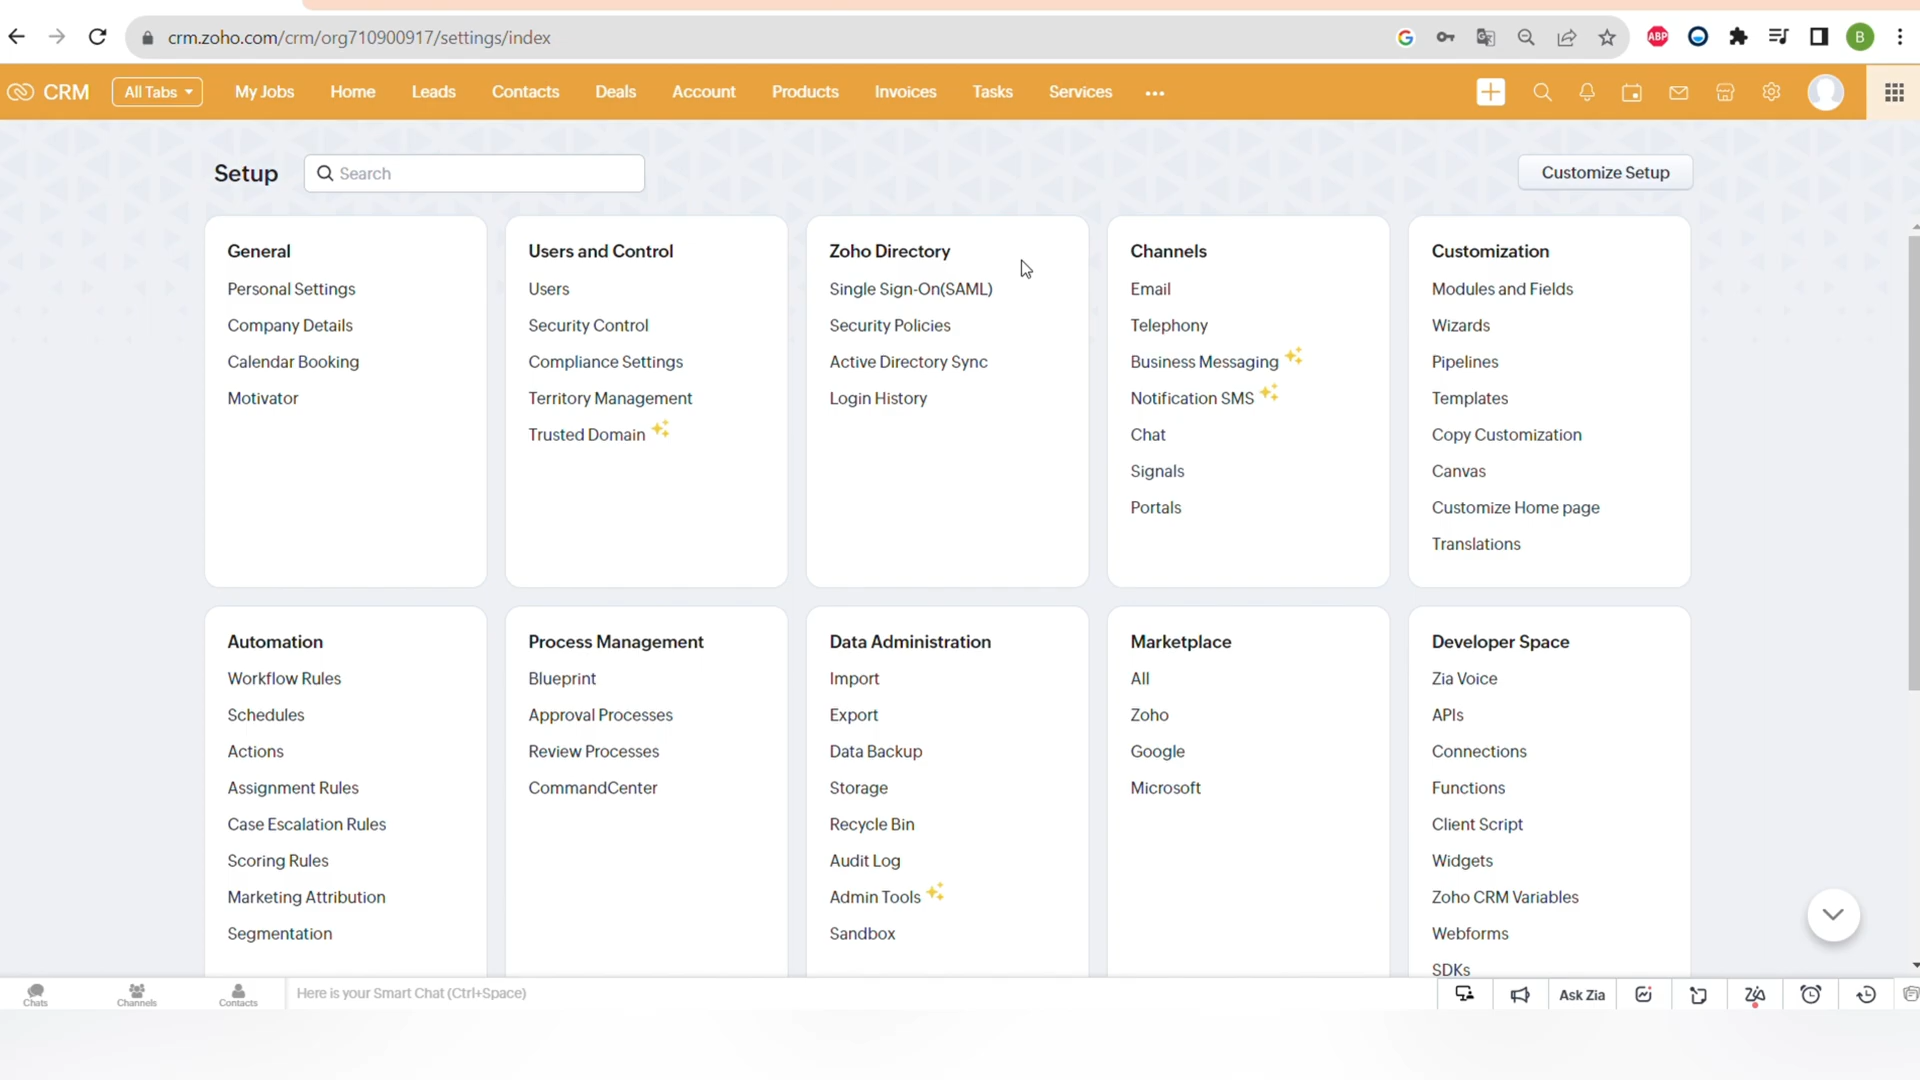 crm.zoho.com/crm/org710900917/settings/index
ABP
B
CRM All Tabs My Jobs Home Leads Contacts Deals Account Products Invoices Tasks Services
Setup
Search
Customize Setup
General
Personal Settings
Company Details
Calendar Booking
Motivator
Users and Control
Users
Security Control
Compliance Settings
Territory Management
Trusted Domain
Zoho Directory
Single Sign-On(SAML)
Security Policies
Active Directory Sync
Login History
Channels
Email
Telephony
Business Messaging
Notification SMS
Chat
Signals
Portals
Customization
Modules and Fields
Wizards
Pipelines
Templates
Copy Customization
Canvas
Customize Home page
Translations
Automation
Workflow Rules
Schedules
Actions
Assignment Rules
Case Escalation Rules
Scoring Rules
Marketing Attribution
Segmentation
Process Management
Blueprint
Approval Processes
Review Processes
CommandCenter
Data Administration
Import
Export
Data Backup
Storage
Recycle Bin
Audit Log
Admin Tools
Sandbox
Marketplace
All
Zoho
Google
Microsoft
Developer Space
Zia Voice
APIs
Connections
Functions
Client Script
Widgets
Zoho CRM Variables
Webforms
SDKs
Chats
Channels
Contacts
Here is your Smart Chat (Ctrl+Space)
Ask Zia